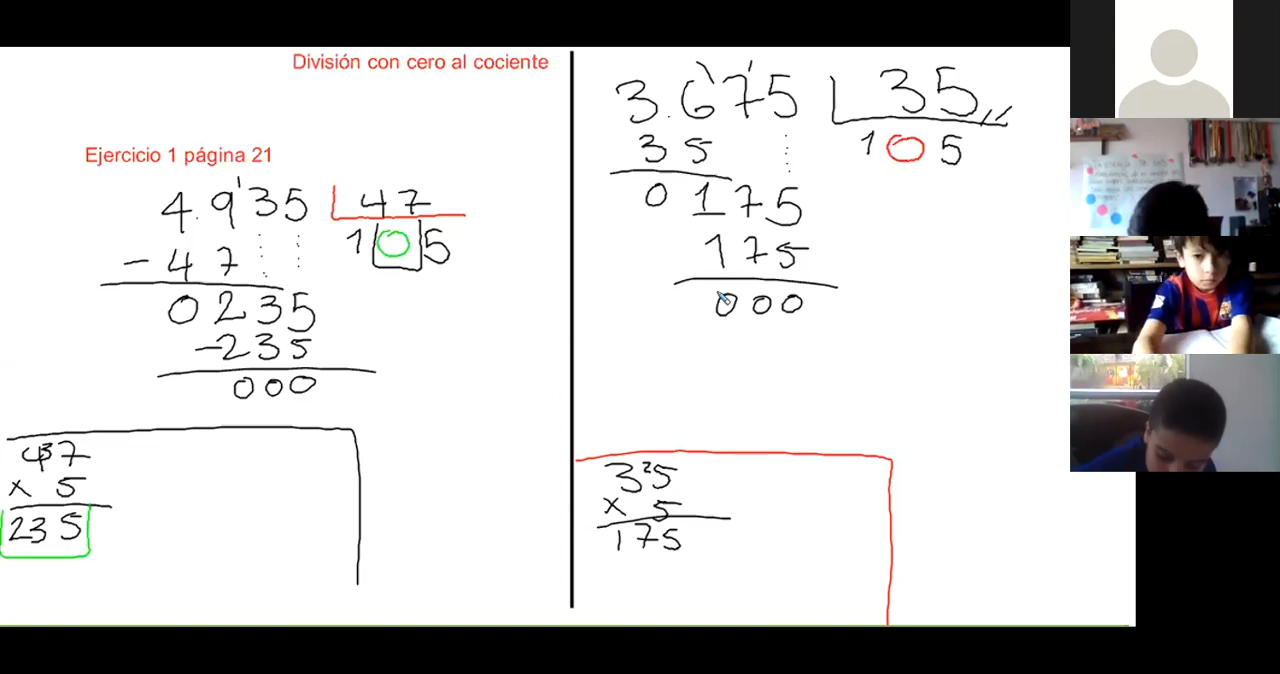 División con cero al cociente
Ejercicio 1 página 21
4.935 47
- 47 105
0235
-235
000
47
x 5
235
3.675 35
35 105
0175
175
000
35
x 5
175